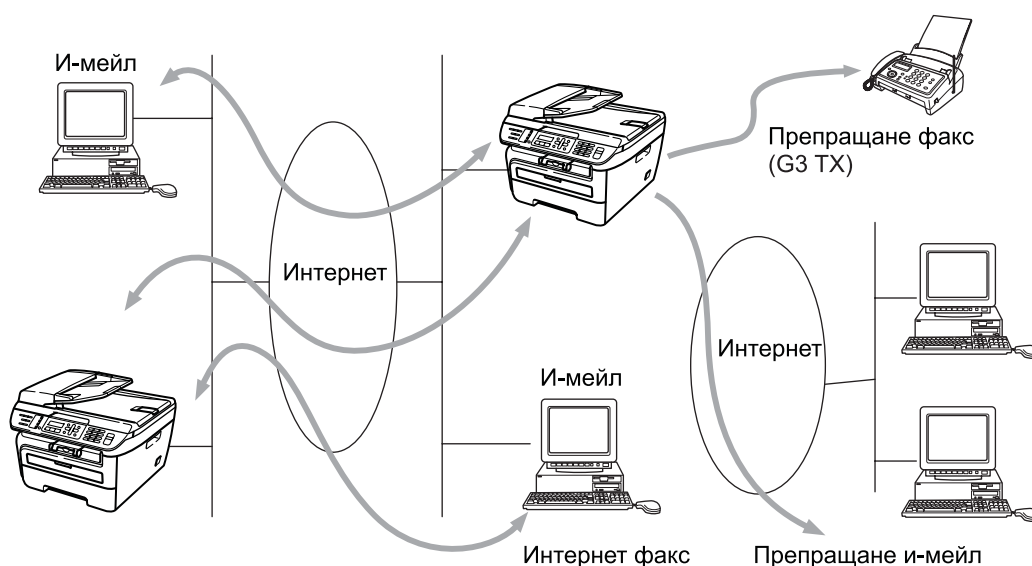 И-мейл
Препращане факс
(G3 TX)
Интернет
Интернет
И-мейл
Интернет факс
Препращане и-мейл